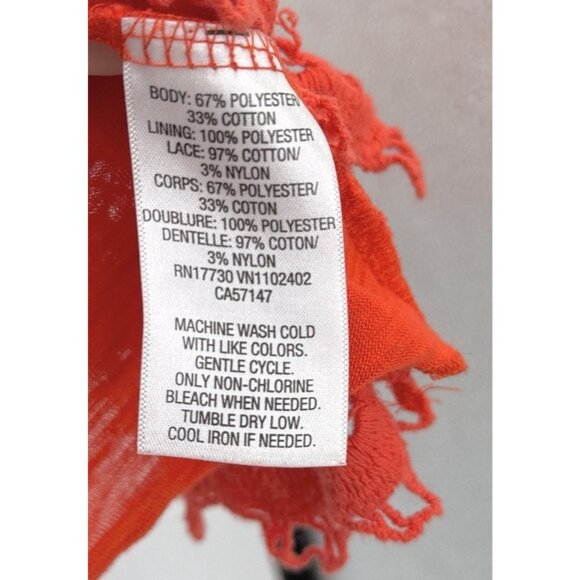 BODY: 67% POLYESTER
33% COTTON
LINING: 100% POLYESTER
LACE: 97% COTTON/
3% NYLON
CORPS: 67% POLYESTER/
33% COTON
DOUBLURE: 100% POLYESTER
DENTELLE: 97% COTON/
3% NYLON
RN17730 VN1102402
CA57147
MACHINE WASH COLD
WITH LIKE COLORS.
GENTLE CYCLE.
ONLY NON-CHLORINE
BLEACH WHEN NEEDED.
TUMBLE DRY LOW.
COOL IRON IF NEEDED.